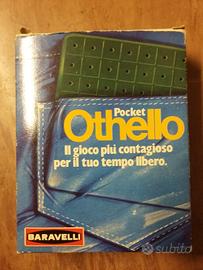 Pocket
Othello
Il gioco più contagioso
per il tuo tempo libero.
BARAVELLI
subito